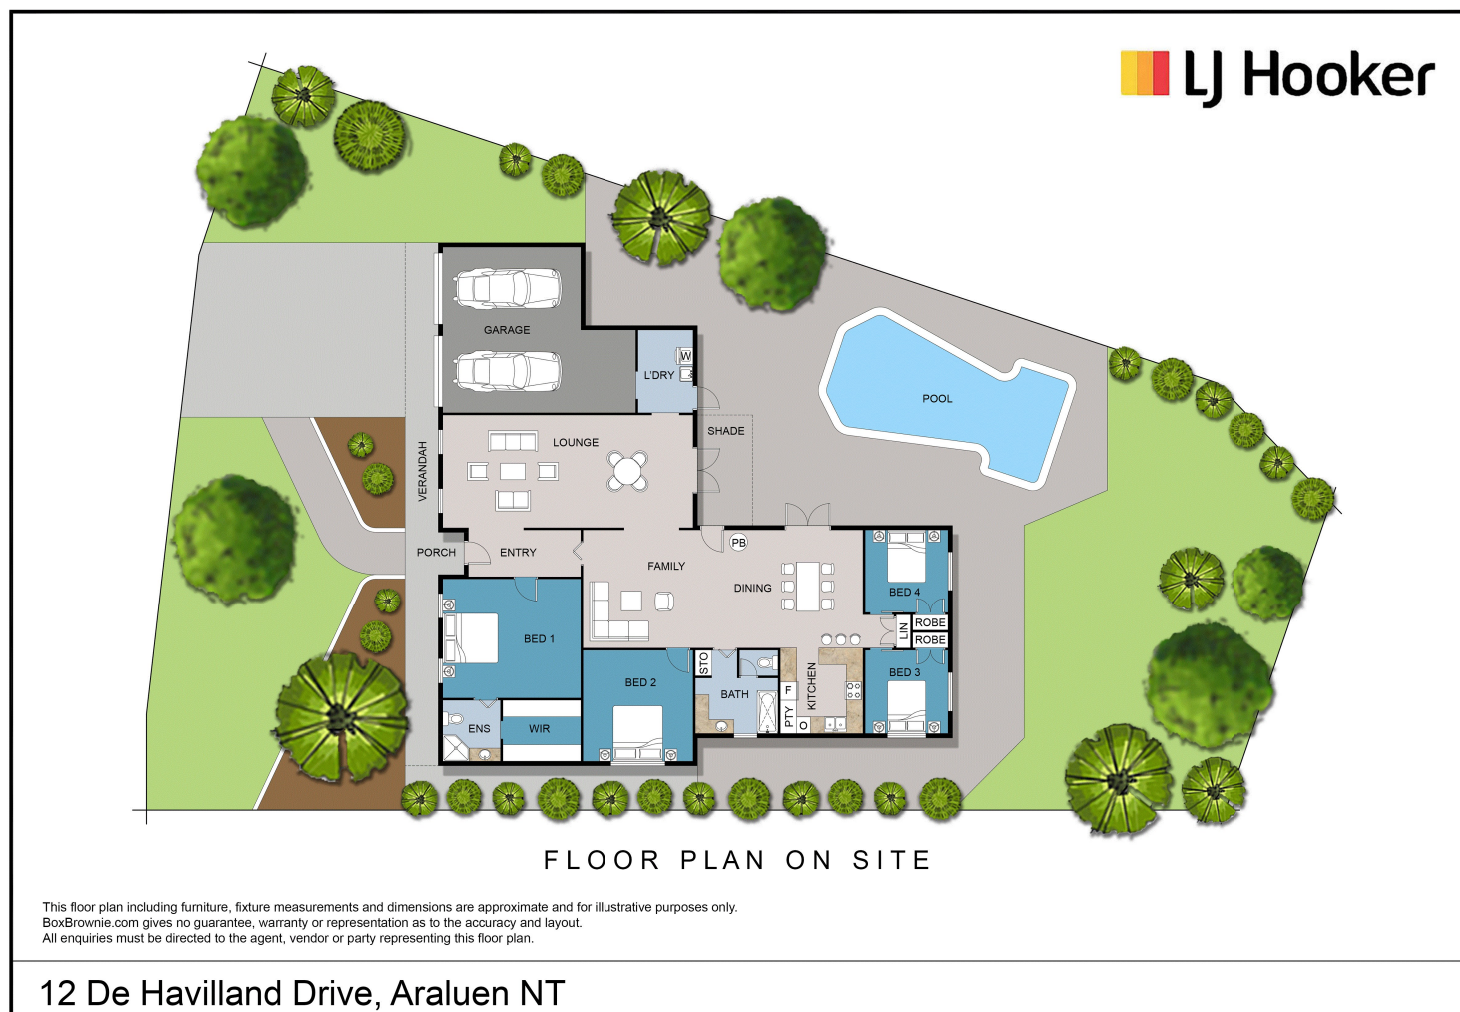 LJ Hooker
GARAGE
L'DRY
W
POOL
LOUNGE
SHADE
VERANDAH
PORCH
ENTRY
PB
FAMILY
DINING
BED 4
ROBE
LIN
ROBE
BED 1
BED 2
STO
BATH
KITCHEN
F
PTY
O
BED 3
ENS
WIR
FLOOR PLAN ON SITE
This floor plan including furniture, fixture measurements and dimensions are approximate and for illustrative purposes only.
BoxBrownie.com gives no guarantee, warranty or representation as to the accuracy and layout.
All enquiries must be directed to the agent, vendor or party representing this floor plan.
12 De Havilland Drive, Araluen NT